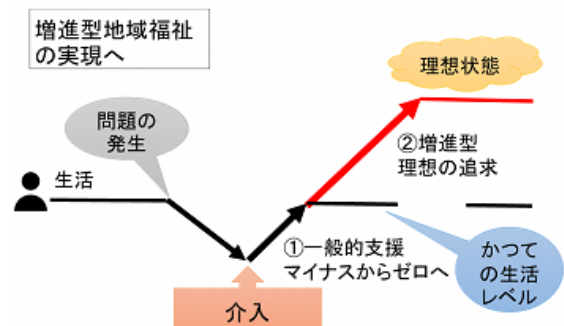 増進型地域福祉
の実現へ
理想状態
問題の
発生
生活
②増進型
理想の追求
①一般的支援
マイナスからゼロへ
かつて
の生活
レベル
介入